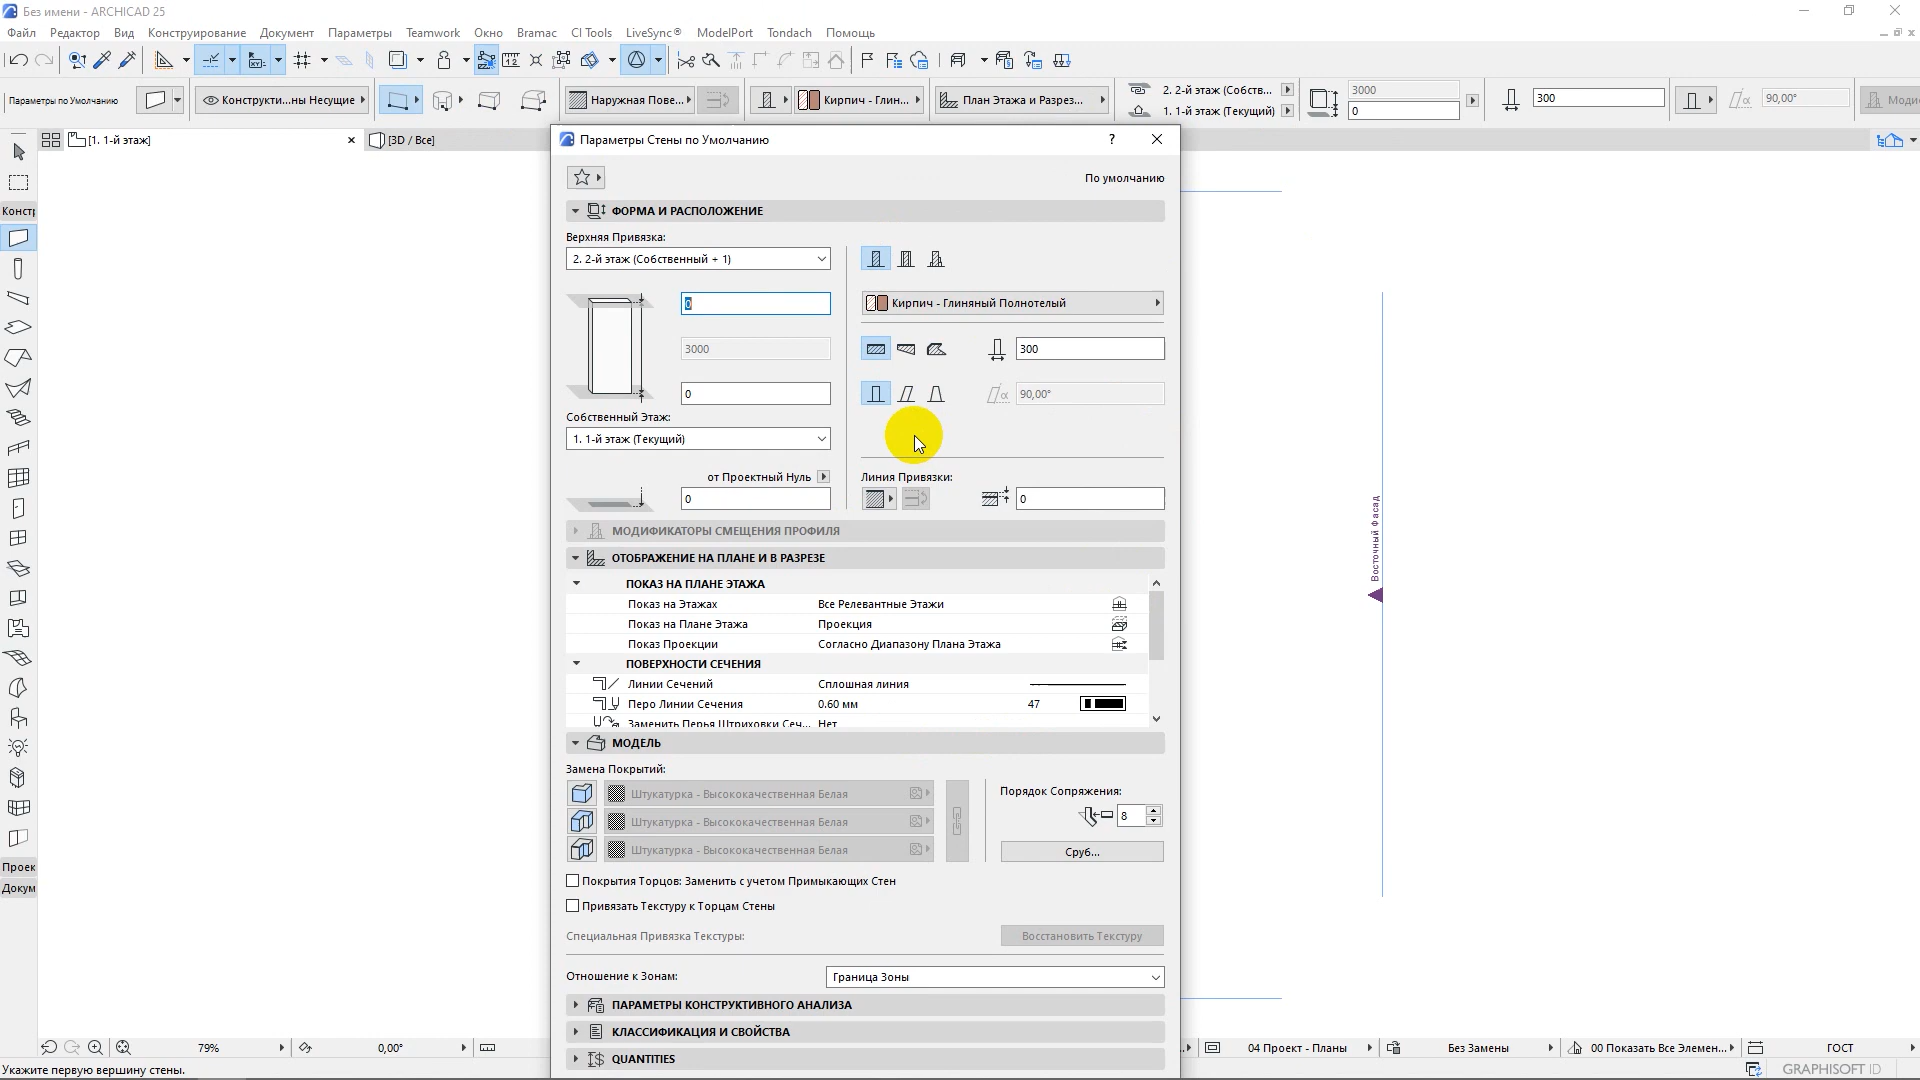 Без имени - ARCHICAD 25
Файл Редактор Вид Конструирование Документ Параметры Teamwork Окно Bramac CI Tools LiveSync® ModelPort Tondach Помощь
Параметры по Умолчанию
Конструкти...ны Несущие
Наружная Пове...
Кирпич - Глин...
План Этажа и Разрез...
2. 2-й этаж (Собств...
1. 1-й этаж (Текущий)
3000
0
300
90,00°
Моди
[1. 1-й этаж]
[3D / Все]
Констр
Проек
Докум
Параметры Стены по Умолчанию
?
По умолчанию
ФОРМА И РАСПОЛОЖЕНИЕ
Верхняя Привязка:
2. 2-й этаж (Собственный + 1)
0
Кирпич - Глиняный Полнотелый
3000
300
0
90,00°
Собственный Этаж:
1. 1-й этаж (Текущий)
от Проектный Нуль
Линия Привязки:
0
0
МОДИФИКАТОРЫ СМЕЩЕНИЯ ПРОФИЛЯ
ОТОБРАЖЕНИЕ НА ПЛАНЕ И В РАЗРЕЗЕ
ПОКАЗ НА ПЛАНЕ ЭТАЖА
Показ на Этажах Все Релевантные Этажи
Показ на Плане Этажа Проекция
Показ Проекции Согласно Диапазону Плана Этажа
ПОВЕРХНОСТИ СЕЧЕНИЯ
Линии Сечений Сплошная линия
Перо Линии Сечения 0.60 мм 47
Заменить Перья Штриховки Сеч... Нет
МОДЕЛЬ
Замена Покрытий:
Штукатурка - Высококачественная Белая
Штукатурка - Высококачественная Белая
Штукатурка - Высококачественная Белая
Порядок Сопряжения:
8
Сруб...
Покрытия Торцов: Заменить с учетом Примыкающих Стен
Привязать Текстуру к Торцам Стены
Специальная Привязка Текстуры:
Восстановить Текстуру
Отношение к Зонам:
Граница Зоны
ПАРАМЕТРЫ КОНСТРУКТИВНОГО АНАЛИЗА
КЛАССИФИКАЦИЯ И СВОЙСТВА
QUANTITIES
Восточный Фасад
79%
0,00°
04 Проект - Планы
Без Замены
00 Показать Все Элемен...
ГОСТ
Укажите первую вершину стены.
GRAPHISOFT ID